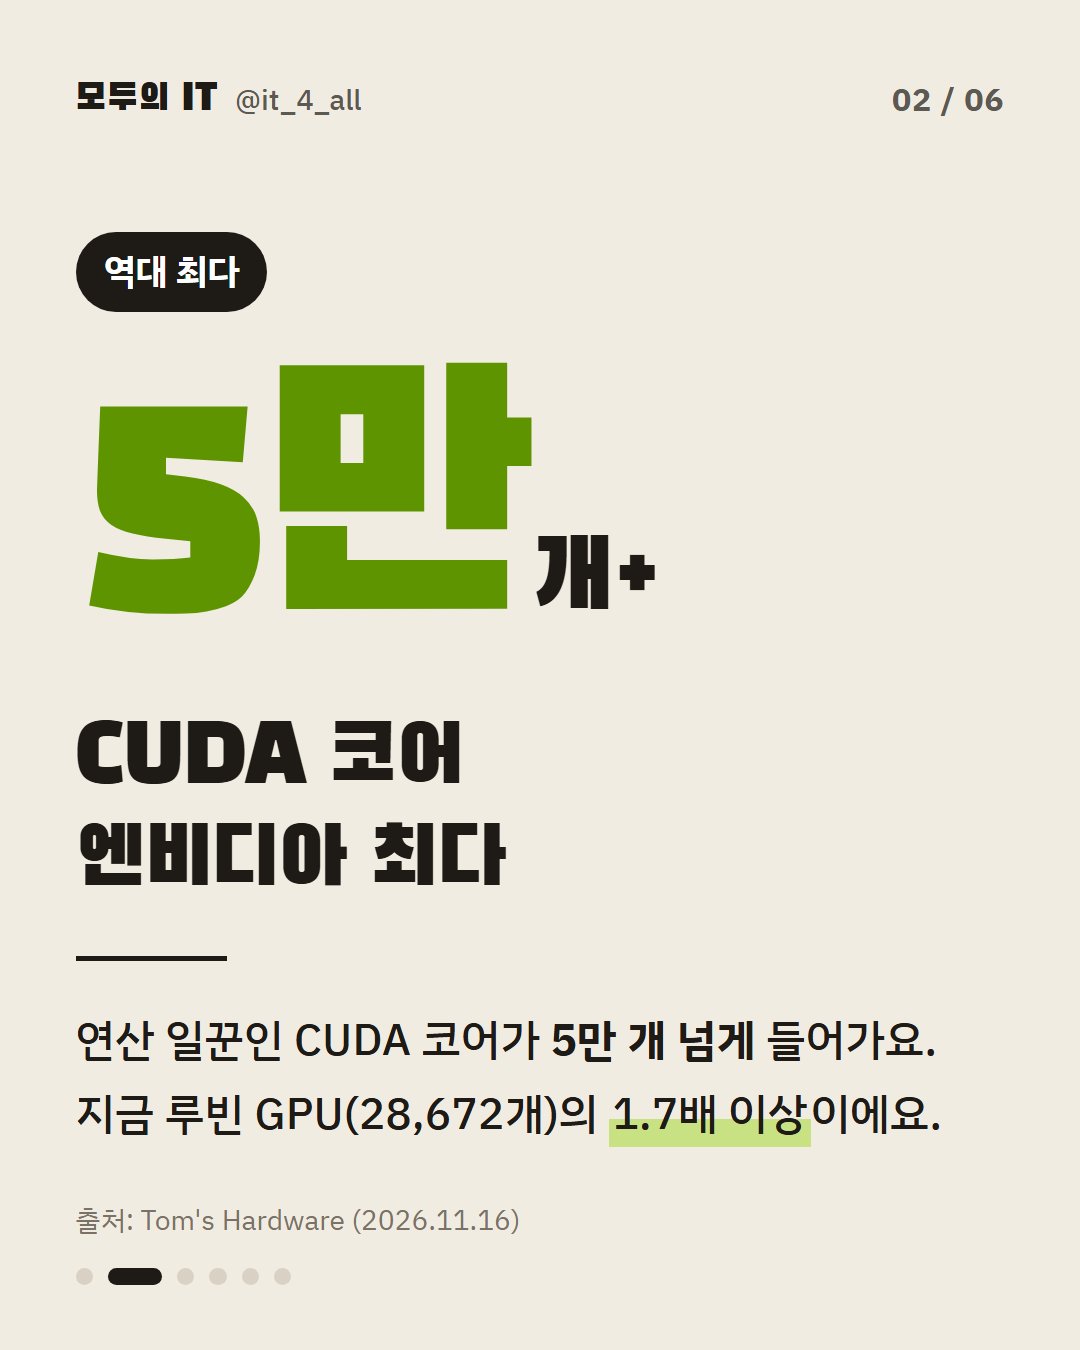 모두의 IT @it_4_all
02 / 06
역대 최다
5만개+
CUDA 코어
엔비디아 최다
연산 일꾼인 CUDA 코어가 5만 개 넘게 들어가요.
지금 루빈 GPU(28,672개)의 1.7배 이상이에요.
출처: Tom's Hardware (2026.11.16)